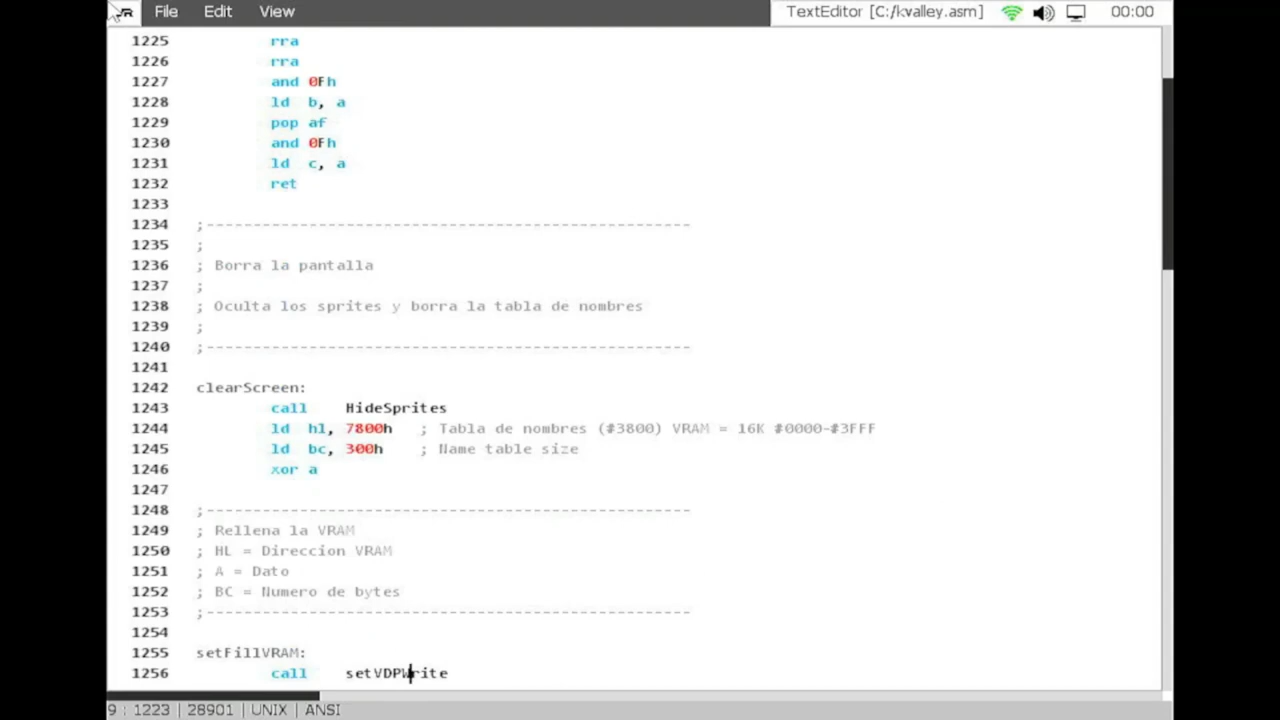 File Edit View TextEditor [C:/kvalley.asm] 00:00
1225 rra
1226 rra
1227 and 0Fh
1228 ld b, a
1229 pop af
1230 and 0Fh
1231 ld c, a
1232 ret
1233
1234 ;----------------------------------------------------
1235 ;
1236 ; Borra la pantalla
1237 ;
1238 ; Oculta los sprites y borra la tabla de nombres
1239 ;
1240 ;----------------------------------------------------
1241
1242 clearScreen:
1243 call HideSprites
1244 ld hl, 7800h ; Tabla de nombres (#3800) VRAM = 16K #0000-#3FFF
1245 ld bc, 300h ; Name table size
1246 xor a
1247
1248 ;----------------------------------------------------
1249 ; Rellena la VRAM
1250 ; HL = Direccion VRAM
1251 ; A = Dato
1252 ; BC = Numero de bytes
1253 ;----------------------------------------------------
1254
1255 setFillVRAM:
1256 call setVDPWrite
9 : 1223 | 28901 | UNIX | ANSI